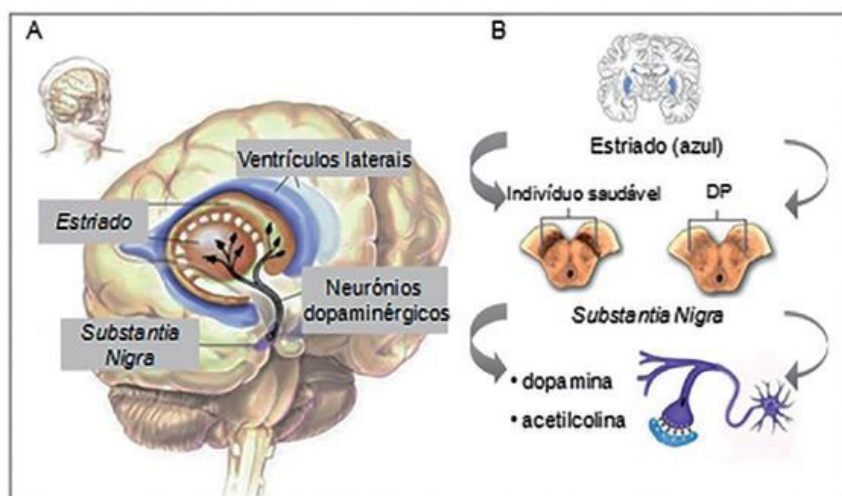 A
Ventrículos laterais
Estriado
Neurónios
dopaminérgicos
Substantia
Nigra
B
Estriado (azul)
Indivíduo saudável
DP
Substantia Nigra
• dopamina
• acetilcolina